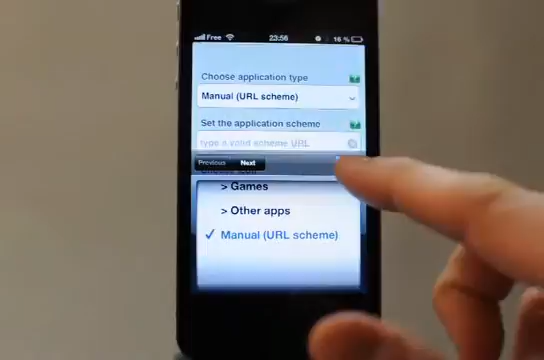 Free 23:56 16 %
Choose application type
Manual (URL scheme)
Set the application scheme
type a valid scheme URL
Previous Next
> Games
> Other apps
✓ Manual (URL scheme)